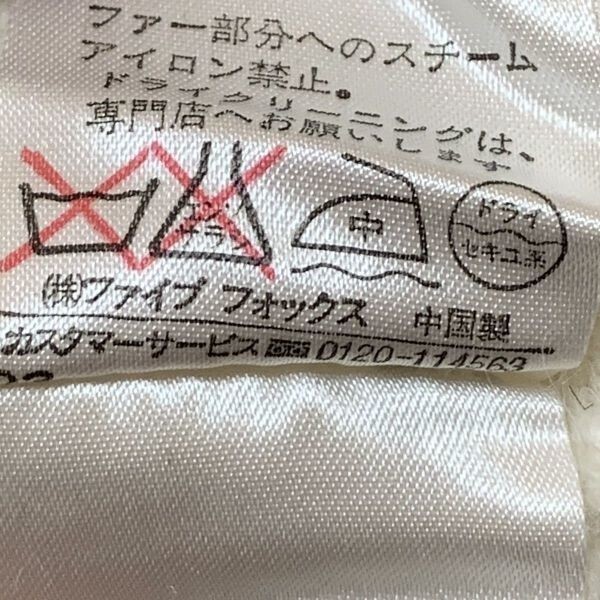 ファー部分へのスチーム
アイロン禁止。
ドライクリーニングは、
専門店へお願いします
エンソサラシ
中
ドライ
セキユ系
(株)ファイブ フォックス 中国製
カスタマーサービス 0120-114563